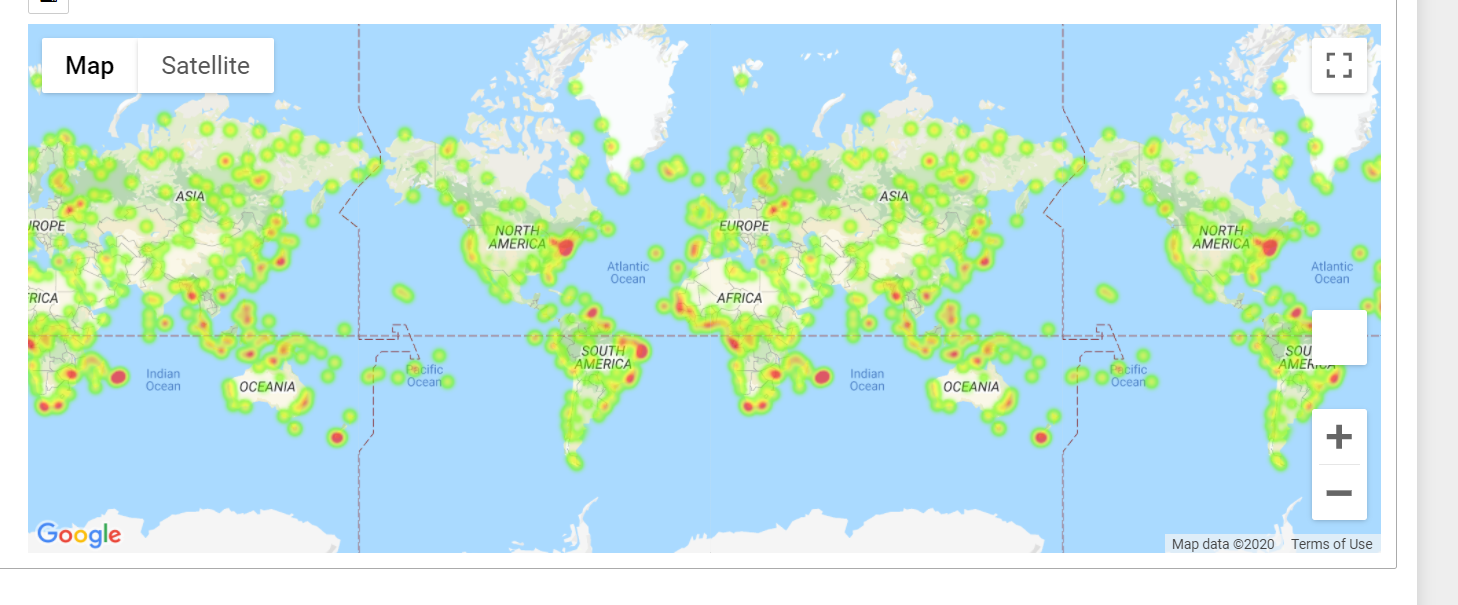 Map Satellite
ASIA
UROPE
NORTH
AMERICA
Atlantic
Ocean
RICA
SOUTH
AMERICA
Indian
Ocean
Pacific
Ocean
OCEANIA
EUROPE
ASIA
NORTH
AMERICA
Atlantic
Ocean
AFRICA
SOU
AMERICA
Indian
Ocean
Pacific
Ocean
OCEANIA
Google
Map data ©2020 Terms of Use